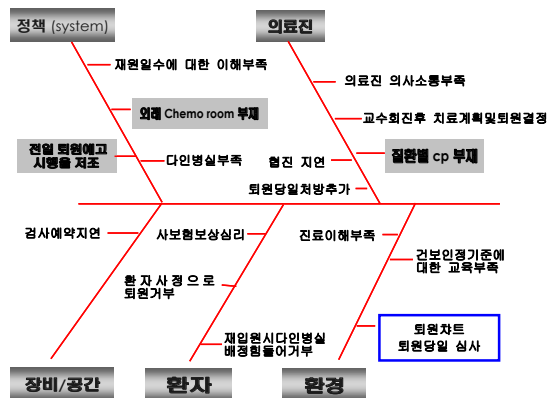 정책 (system)
의료진
재원일수에 대한 이해부족
의료진 의사소통부족
외래 Chemo room 부재
교수회진후 치료계획및퇴원결정
전일 퇴원예고
시행율 저조
다인병실부족
협진 지연
질환별 cp 부재
퇴원당일처방추가
검사예약지연
사보험보상심리
진료이해부족
건보인정기준에
대한 교육부족
환자사정으로
퇴원거부
재입원시다인병실
배정힘들어거부
퇴원챠트
퇴원당일 심사
장비/공간
환자
환경